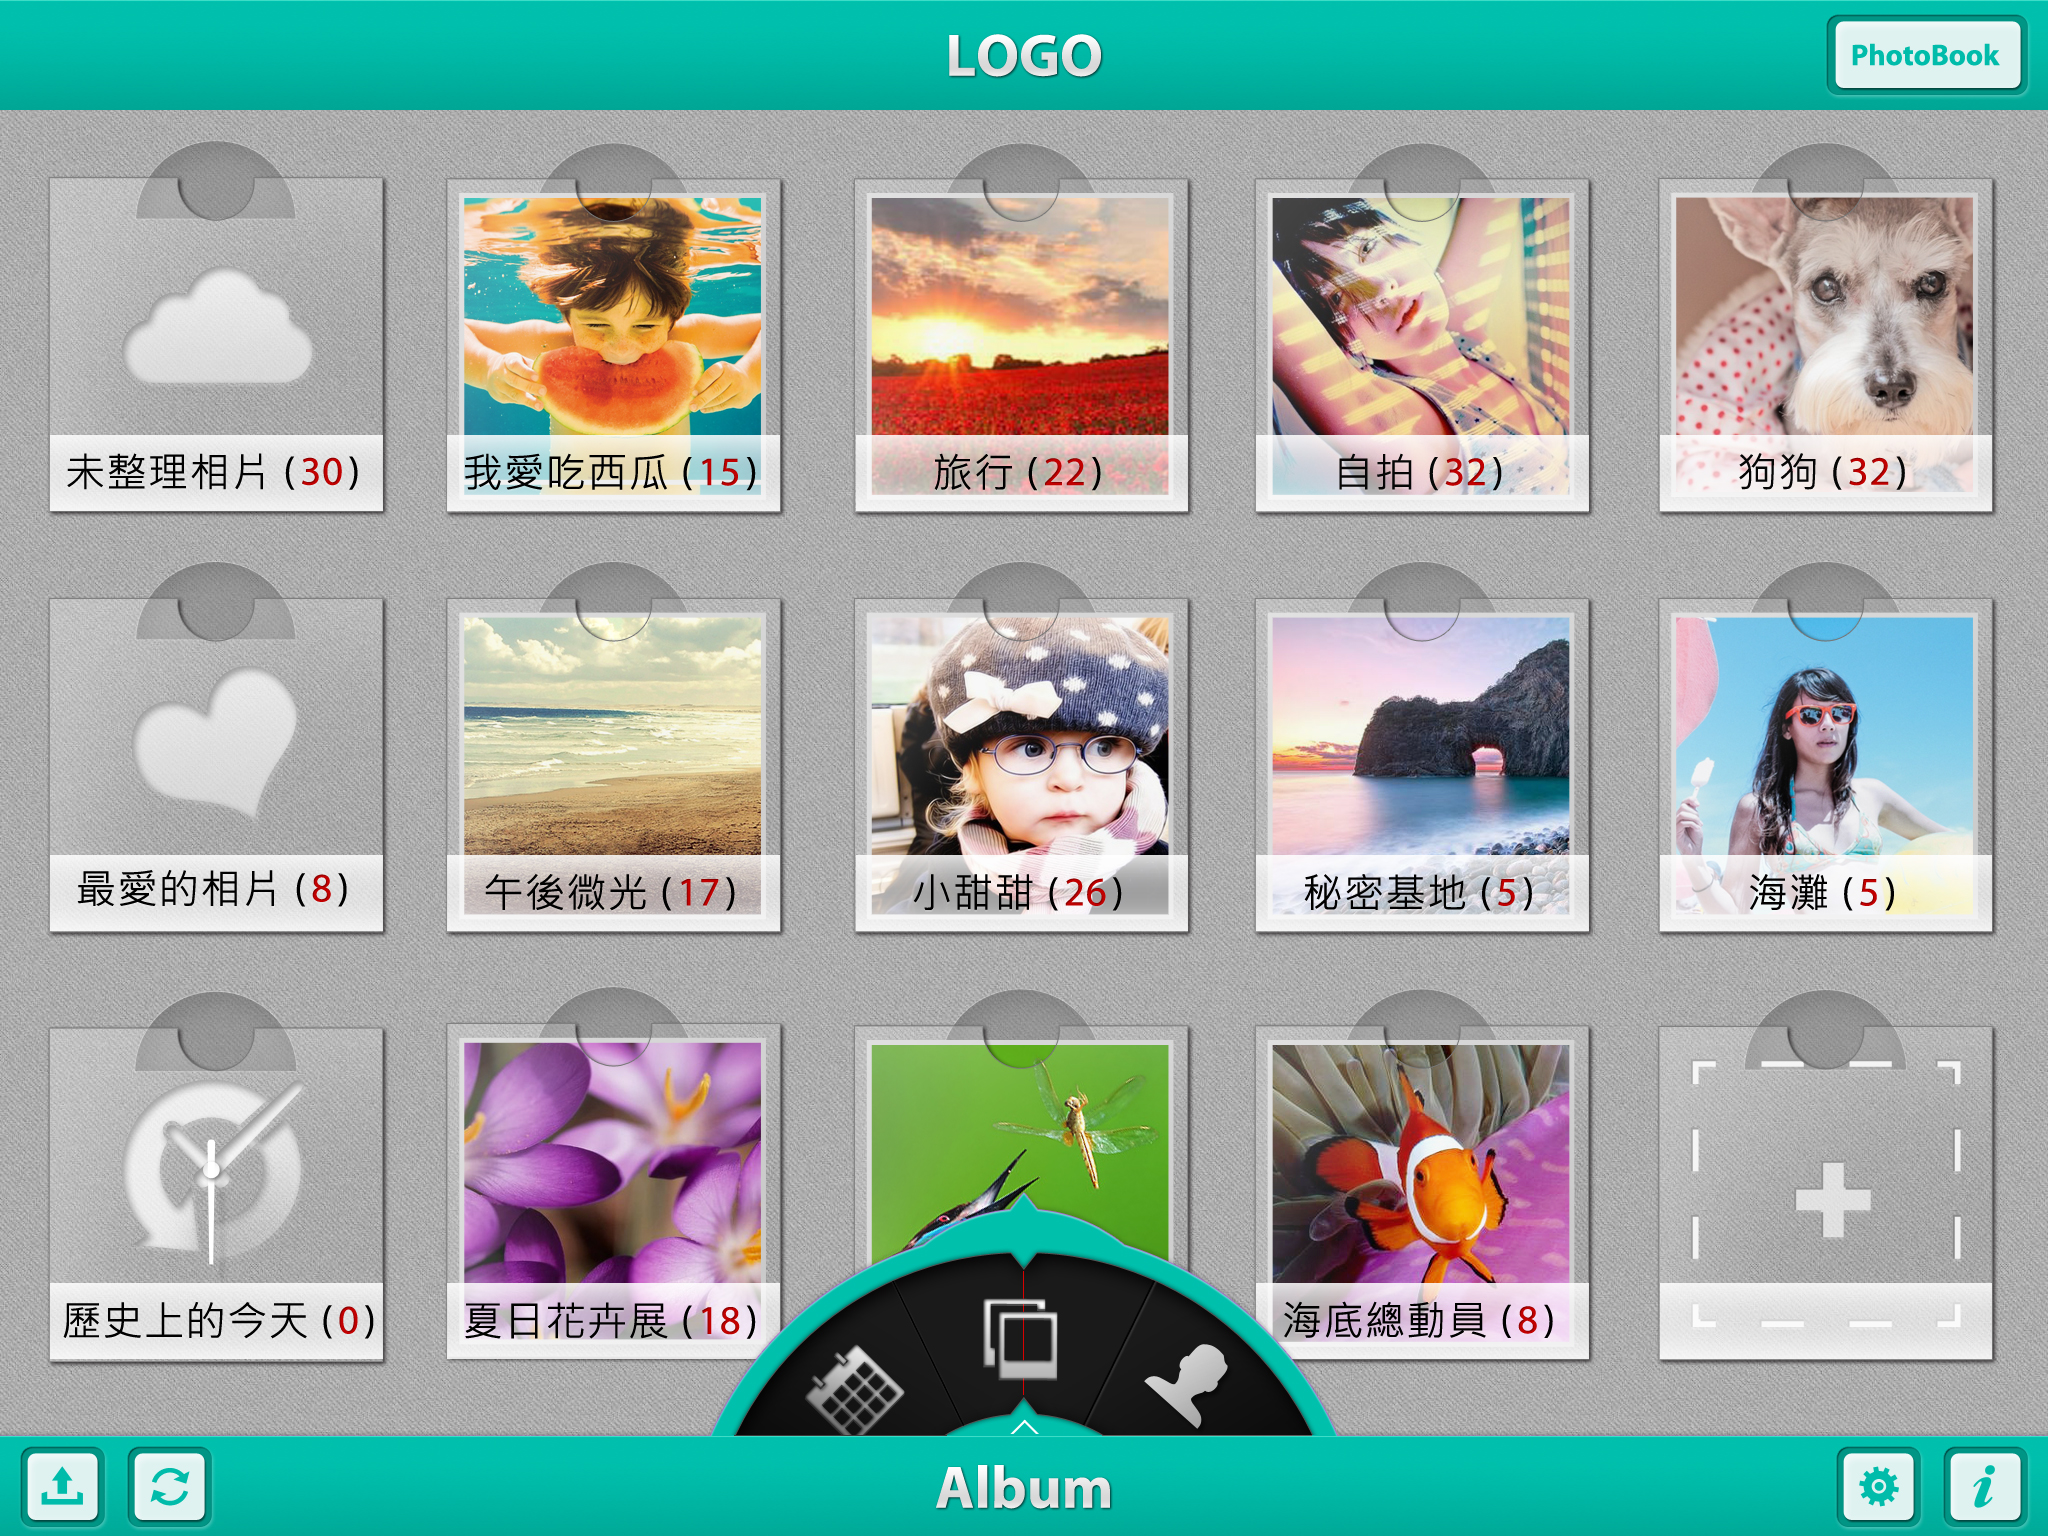 LOGO
PhotoBook
未整理相片 (30)
我愛吃西瓜 (15)
旅行 (22)
自拍 (32)
狗狗 (32)
最愛的相片 (8)
午後微光 (17)
小甜甜 (26)
秘密基地 (5)
海灘 (5)
歷史上的今天 (0)
夏日花卉展 (18)
海底總動員 (8)
Album
i